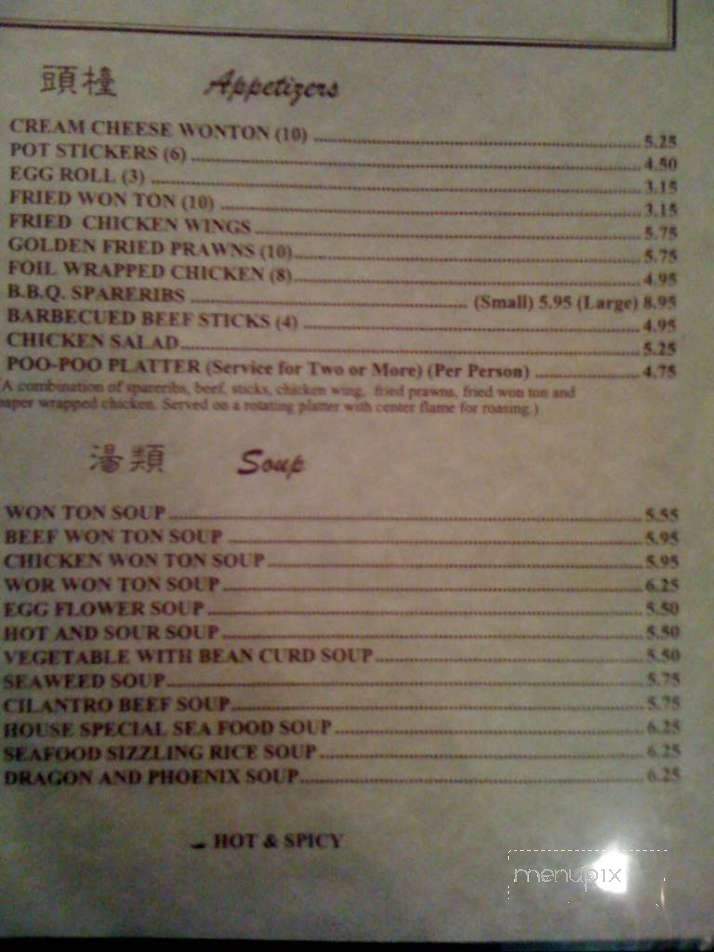 頭檯 Appetizers
CREAM CHEESE WONTON (10) 5.25
POT STICKERS (6) 4.50
EGG ROLL (3) 3.15
FRIED WON TON (10) 3.15
FRIED CHICKEN WINGS 5.75
GOLDEN FRIED PRAWNS (10) 5.75
FOIL WRAPPED CHICKEN (8) 4.95
B.B.Q. SPARERIBS (Small) 5.95 (Large) 8.95
BARBECUED BEEF STICKS (4) 4.95
CHICKEN SALAD 5.25
POO-POO PLATTER (Service for Two or More) (Per Person) 4.75
(A combination of spareribs, beef, sticks, chicken wing, fried prawns, fried won ton and
paper wrapped chicken. Served on a rotating platter with center flame for roasing.)
湯類 Soup
WON TON SOUP 5.55
BEEF WON TON SOUP 5.95
CHICKEN WON TON SOUP 5.95
WOR WON TON SOUP 6.25
EGG FLOWER SOUP 5.50
HOT AND SOUR SOUP 5.50
VEGETABLE WITH BEAN CURD SOUP 5.50
SEAWEED SOUP 5.75
CILANTRO BEEF SOUP 5.75
HOUSE SPECIAL SEA FOOD SOUP 6.25
SEAFOOD SIZZLING RICE SOUP 6.25
DRAGON AND PHOENIX SOUP 6.25
HOT & SPICY
menupix